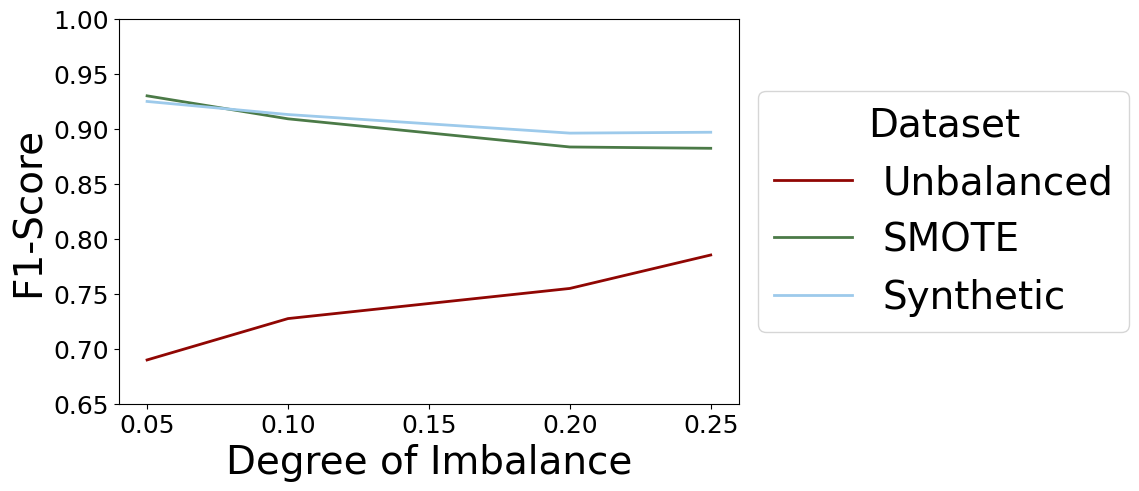 1.00
0.95
0.90
0.85
0.80
0.75
0.70
0.65
F1-Score
0.05 0.10 0.15 0.20 0.25
Degree of Imbalance
Dataset
Unbalanced
SMOTE
Synthetic